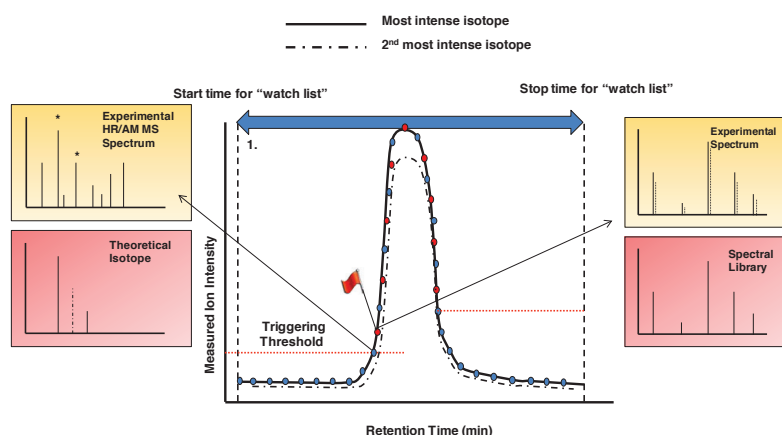 Most intense isotope
2nd most intense isotope
Start time for “watch list”
Stop time for “watch list”
*
*
Experimental
HR/AM MS
Spectrum
1.
Experimental
Spectrum
Theoretical
Isotope
Spectral
Library
Triggering
Threshold
Measured Ion Intensity
Retention Time (min)